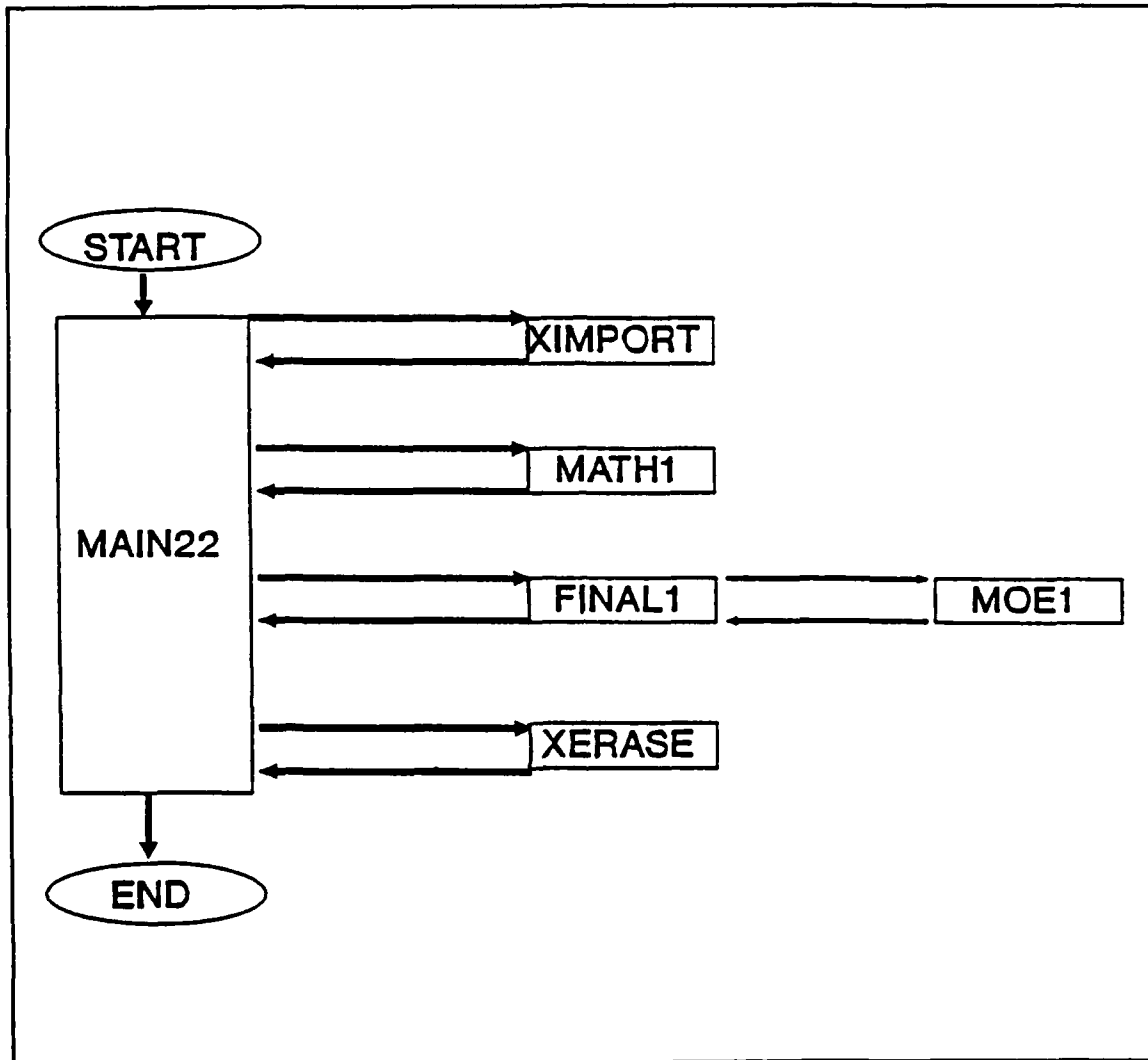 START
XIMPORT
MATH1
MAIN22
FINAL1
MOE1
XERASE
END